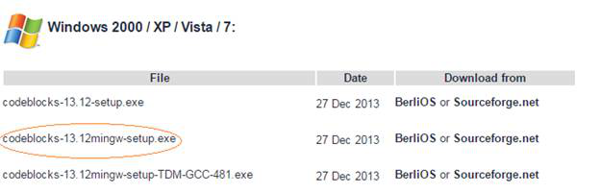 Windows 2000 / XP / Vista / 7:
File Date Download from
codeblocks-13.12-setup.exe 27 Dec 2013 BerliOS or Sourceforge.net
codeblocks-13.12mingw-setup.exe 27 Dec 2013 BerliOS or Sourceforge.net
codeblocks-13.12mingw-setup-TDM-GCC-481.exe 27 Dec 2013 BerliOS or Sourceforge.net